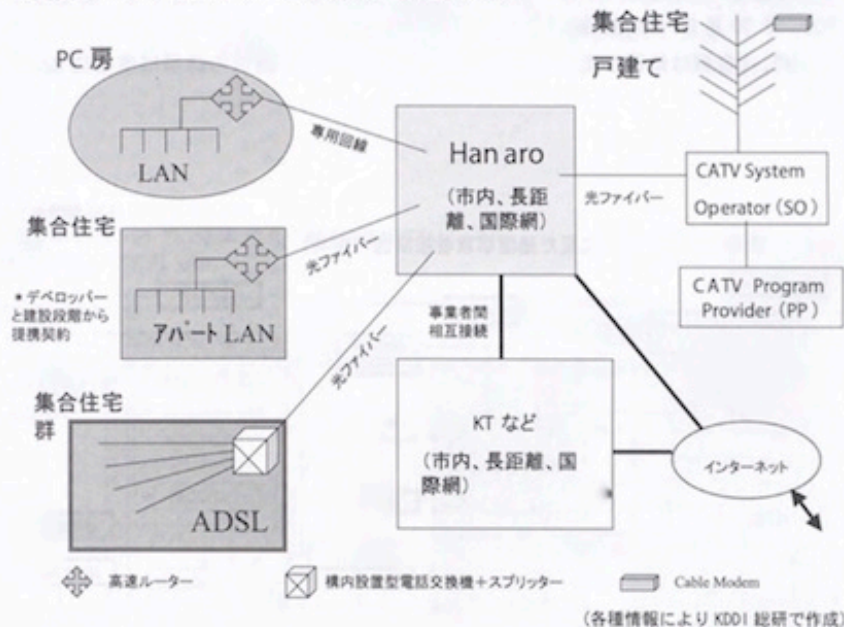 PC房
LAN
専用回線
集合住宅
アパート LAN
*デベロッパー
と建設段階から
提携契約
光ファイバー
集合住宅
群
ADSL
光ファイバー
Hanaro
(市内、長距
離、国際網)
事業者間
相互接続
KT など
(市内、長距離、国
際網)
光ファイバー
集合住宅
戸建て
CATV System
Operator (SO)
CATV Program
Provider (PP)
インターネット
高速ルーター
構内設置型電話交換機+スプリッター
Cable Modem
(各種情報により KDDI 総研で作成)